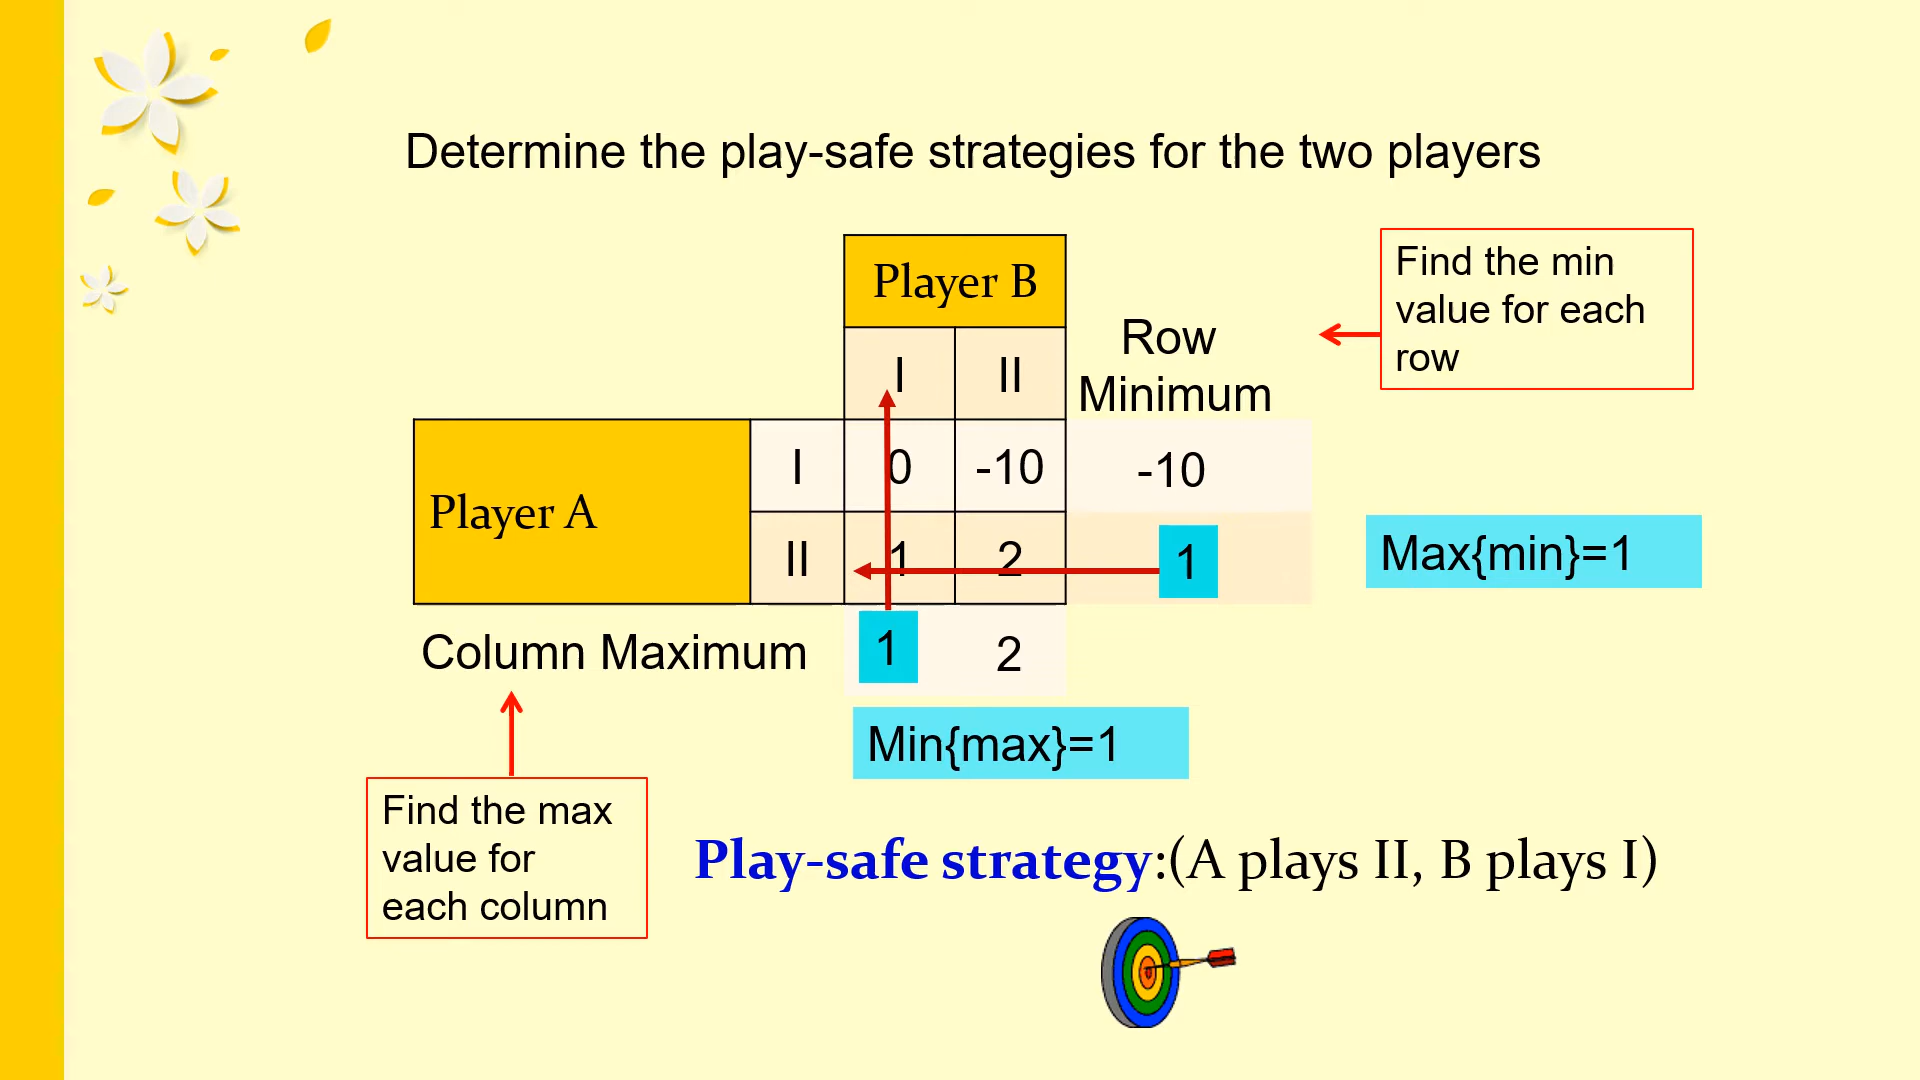 Determine the play-safe strategies for the two players
Player B
Find the min
value for each
row
Row
Minimum
I II
Player A
I 0 -10 -10
II 1 2 1
Max{min}=1
Column Maximum 1 2
Min{max}=1
Find the max
value for
each column
Play-safe strategy:(A plays II, B plays I)